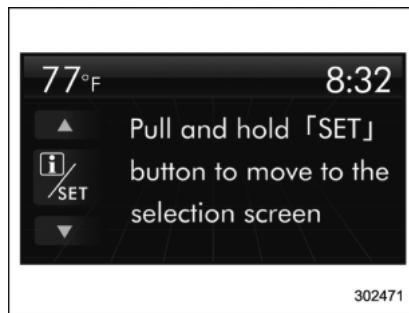 77°F 8:32
Pull and hold「SET」
button to move to the
i/SET
selection screen
302471